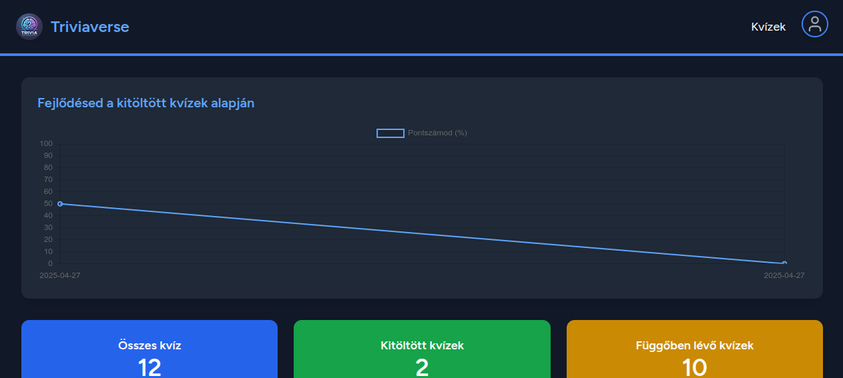 TRIVIA
Triviaverse
Kvízek
Fejlődésed a kitöltött kvízek alapján
Pontszámod (%)
100
90
80
70
60
50
40
30
20
10
0
2025-04-27
2025-04-27
Összes kvíz
Kitöltött kvízek
Függőben lévő kvízek
12
2
10